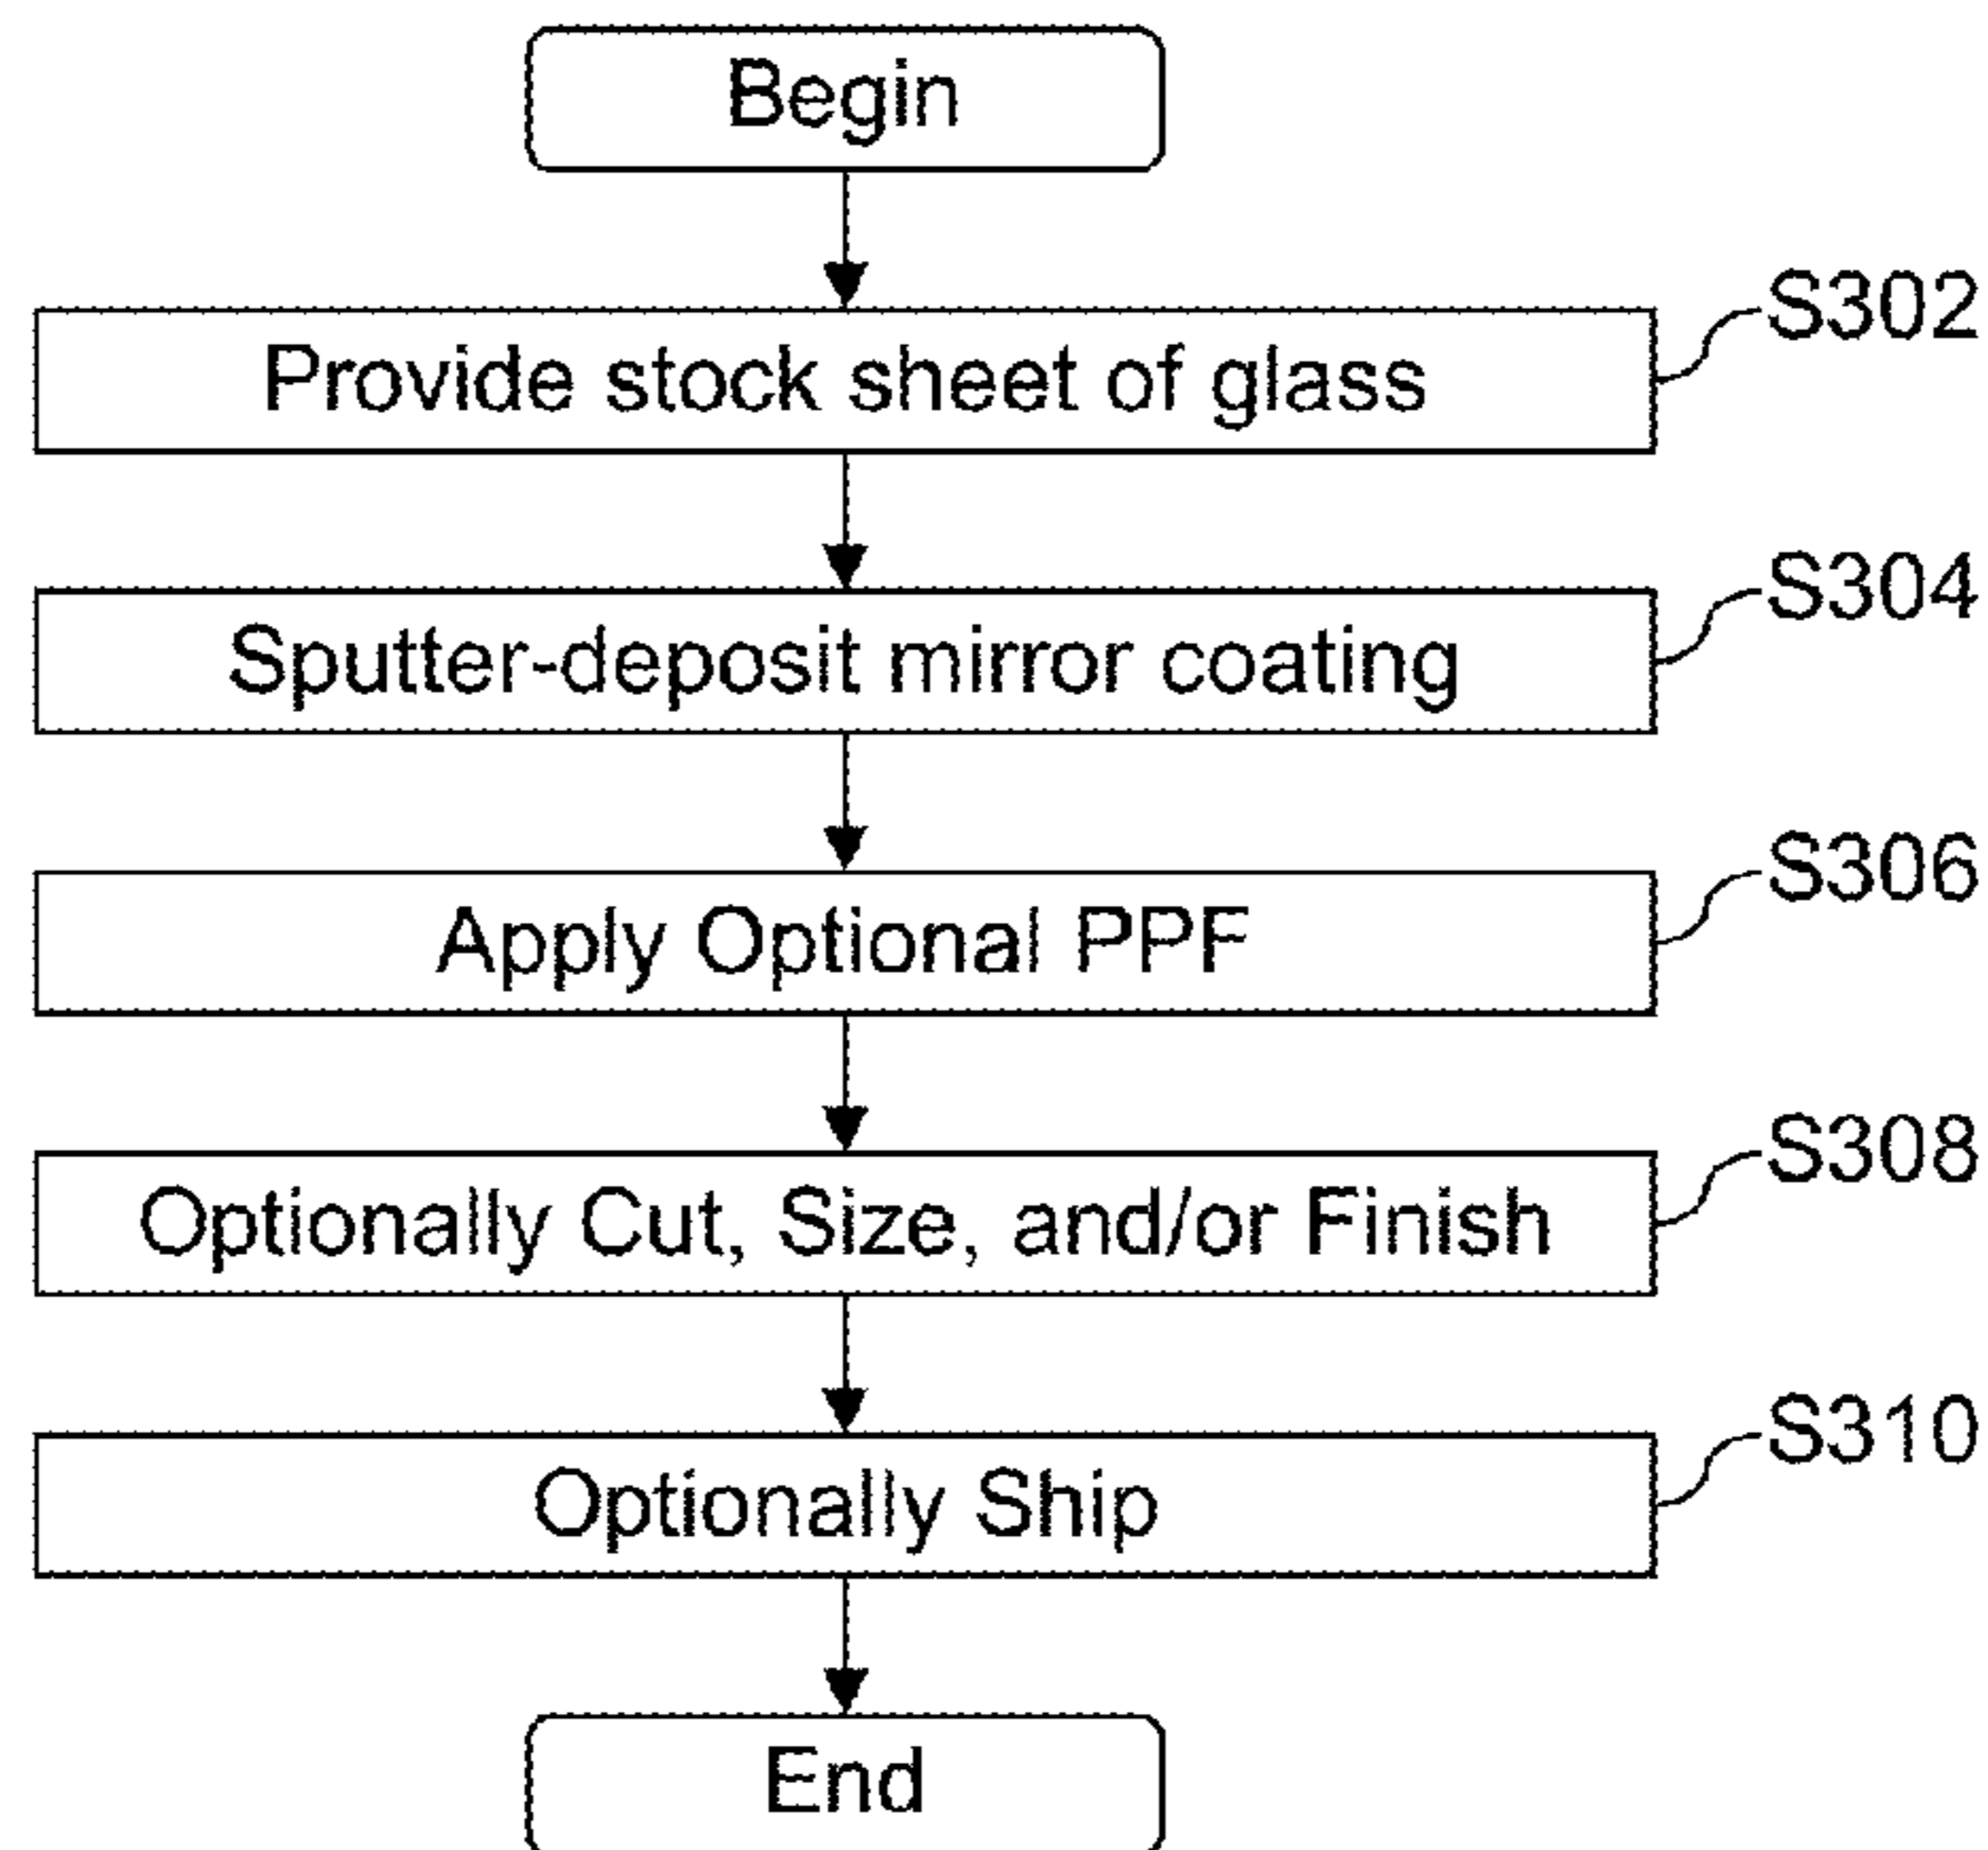 Begin
Provide stock sheet of glass
S302
Sputter-deposit mirror coating
S304
Apply Optional PPF
S306
Optionally Cut, Size, and/or Finish
S308
Optionally Ship
S310
End